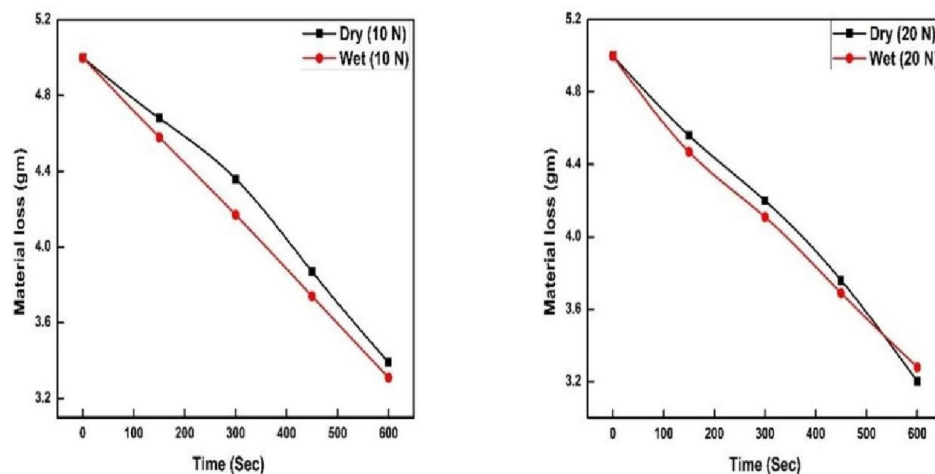 5.2
4.8
4.4
4.0
3.6
3.2
Material loss (gm)
0 100 200 300 400 500 600
Time (Sec)
Dry (10 N)
Wet (10 N)
5.2
4.8
4.4
4.0
3.6
3.2
Material loss (gm)
0 100 200 300 400 500 600
Time (Sec)
Dry (20 N)
Wet (20 N)